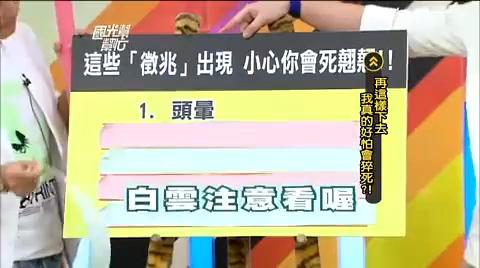 國光幫幫忙
這些「徵兆」出現 小心你會死翹翹!!
再這樣下去
我真的好怕會猝死?!
1. 頭暈
白雲注意看喔